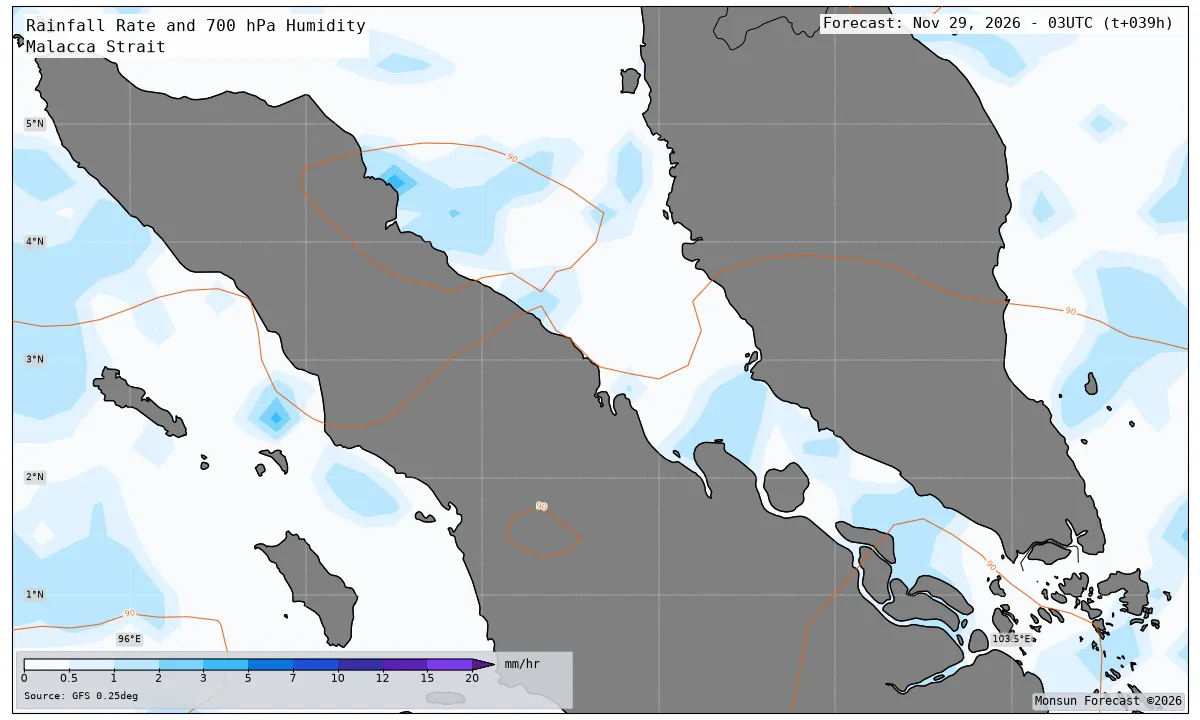 Rainfall Rate and 700 hPa Humidity
Malacca Strait
Forecast: Nov 29, 2026 - 03UTC (t+039h)
5°N
90
4°N
90
3°N
2°N
90
90
1°N
90
96°E
103.5°E
mm/hr
0 0.5 1 2 3 5 7 10 12 15 20
Source: GFS 0.25deg
Monsun Forecast ©2026